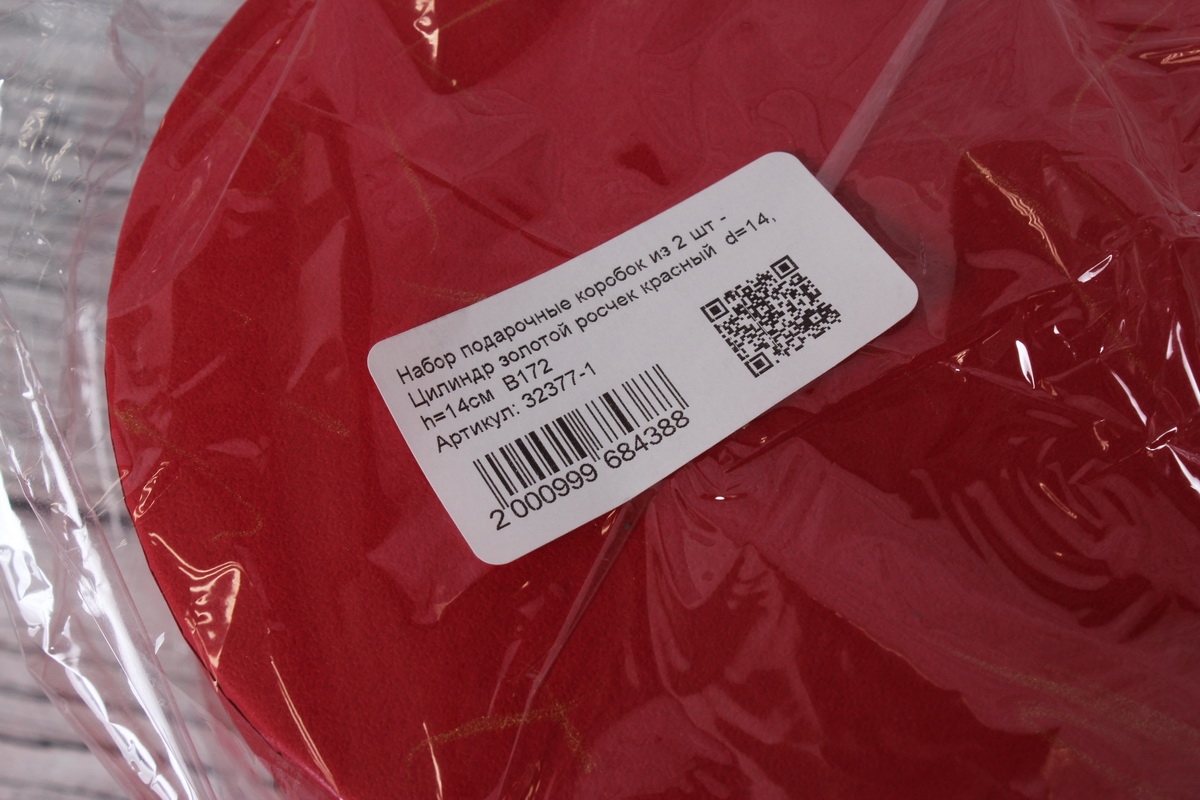 Набор подарочные коробок из 2 шт -
Цилиндр золотой росчек красный d=14,
h=14см B172
Артикул: 32377-1
2 000999 684388